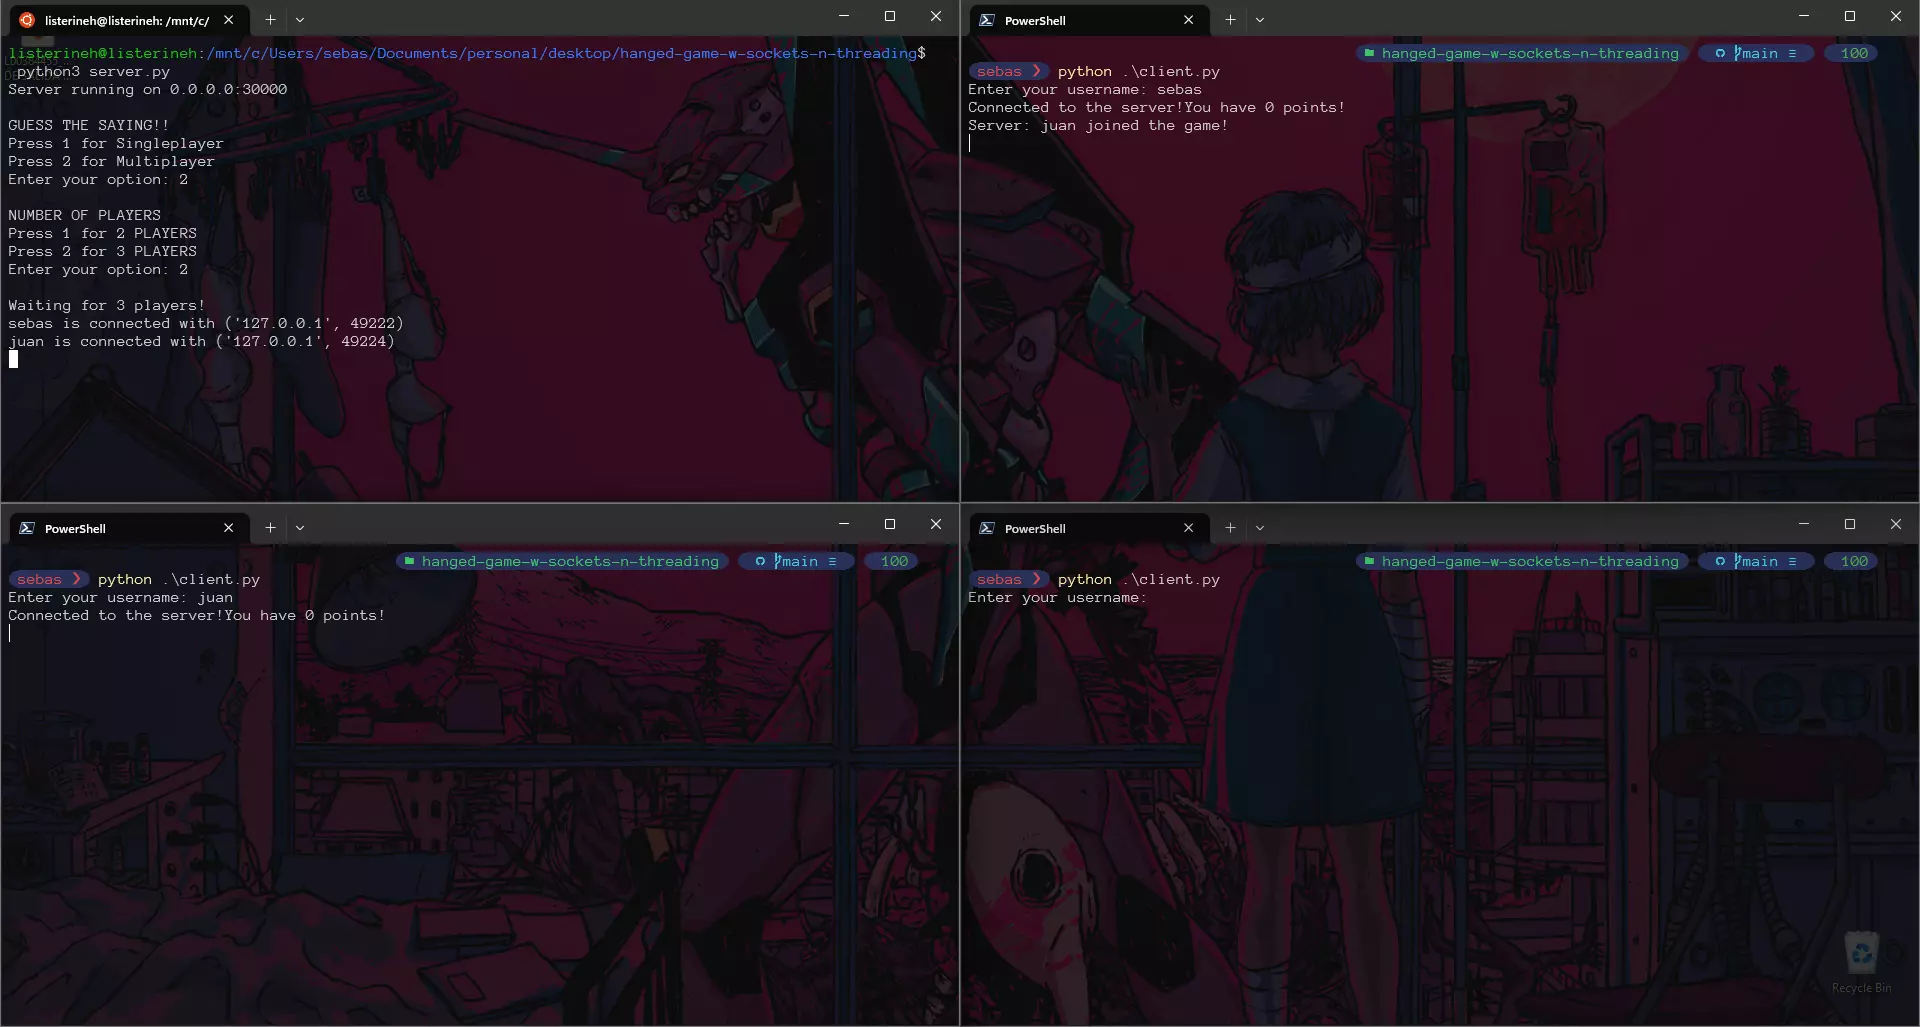 listerineh@listerineh: /mnt/c/
listerineh@listerineh:/mnt/c/Users/sebas/Documents/personal/desktop/hanged-game-w-sockets-n-threading$
python3 server.py
Server running on 0.0.0.0:30000
GUESS THE SAYING!!
Press 1 for Singleplayer
Press 2 for Multiplayer
Enter your option: 2
NUMBER OF PLAYERS
Press 1 for 2 PLAYERS
Press 2 for 3 PLAYERS
Enter your option: 2
Waiting for 3 players!
sebas is connected with ('127.0.0.1', 49222)
juan is connected with ('127.0.0.1', 49224)
PowerShell
hanged-game-w-sockets-n-threading main ≡ 100
sebas ❯ python .\client.py
Enter your username: sebas
Connected to the server!You have 0 points!
Server: juan joined the game!
PowerShell
hanged-game-w-sockets-n-threading main ≡ 100
sebas ❯ python .\client.py
Enter your username: juan
Connected to the server!You have 0 points!
PowerShell
hanged-game-w-sockets-n-threading main ≡ 100
sebas ❯ python .\client.py
Enter your username:
Recycle Bin